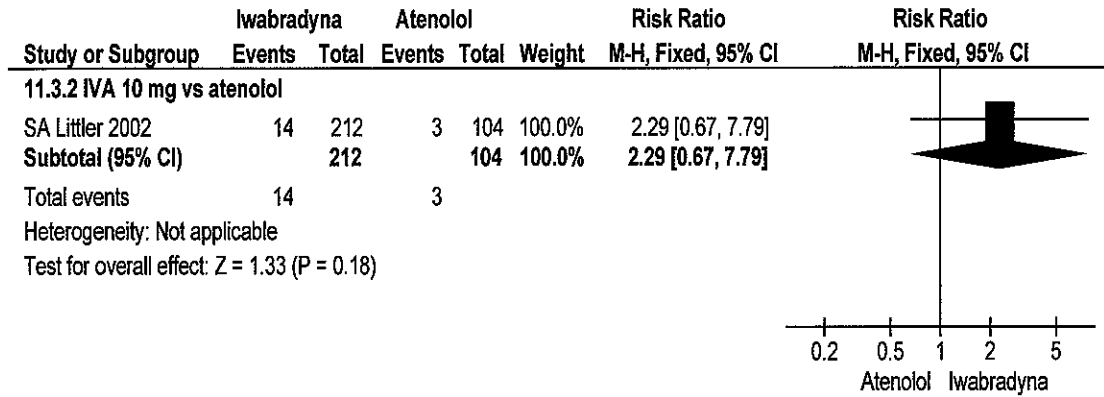 Iwabradyna Atenolol Risk Ratio Risk Ratio
Study or Subgroup Events Total Events Total Weight M-H, Fixed, 95% CI M-H, Fixed, 95% CI
11.3.2 IVA 10 mg vs atenolol
SA Littler 2002 14 212 3 104 100.0% 2.29 [0.67, 7.79]
Subtotal (95% CI) 212 104 100.0% 2.29 [0.67, 7.79]
Total events 14 3
Heterogeneity: Not applicable
Test for overall effect: Z = 1.33 (P = 0.18)
0.2 0.5 1 2 5
Atenolol Iwabradyna